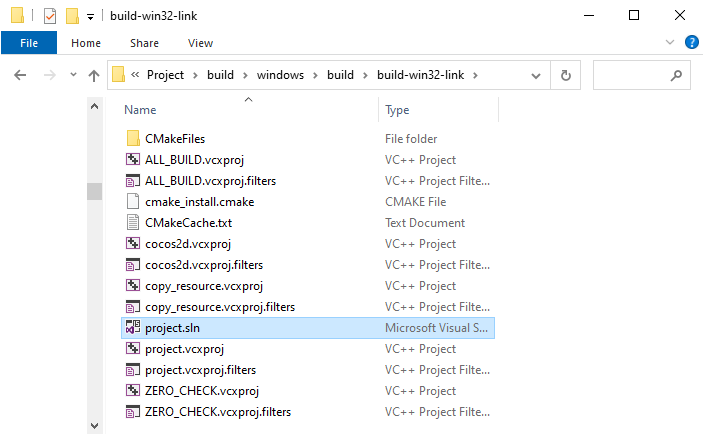 build-win32-link
File Home Share View
« Project > build > windows > build > build-win32-link >
Name Type
CMakeFiles File folder
ALL_BUILD.vcxproj VC++ Project
ALL_BUILD.vcxproj.filters VC++ Project Filte...
cmake_install.cmake CMAKE File
CMakeCache.txt Text Document
cocos2d.vcxproj VC++ Project
cocos2d.vcxproj.filters VC++ Project Filte...
copy_resource.vcxproj VC++ Project
copy_resource.vcxproj.filters VC++ Project Filte...
project.sln Microsoft Visual S...
project.vcxproj VC++ Project
project.vcxproj.filters VC++ Project Filte...
ZERO_CHECK.vcxproj VC++ Project
ZERO_CHECK.vcxproj.filters VC++ Project Filte...